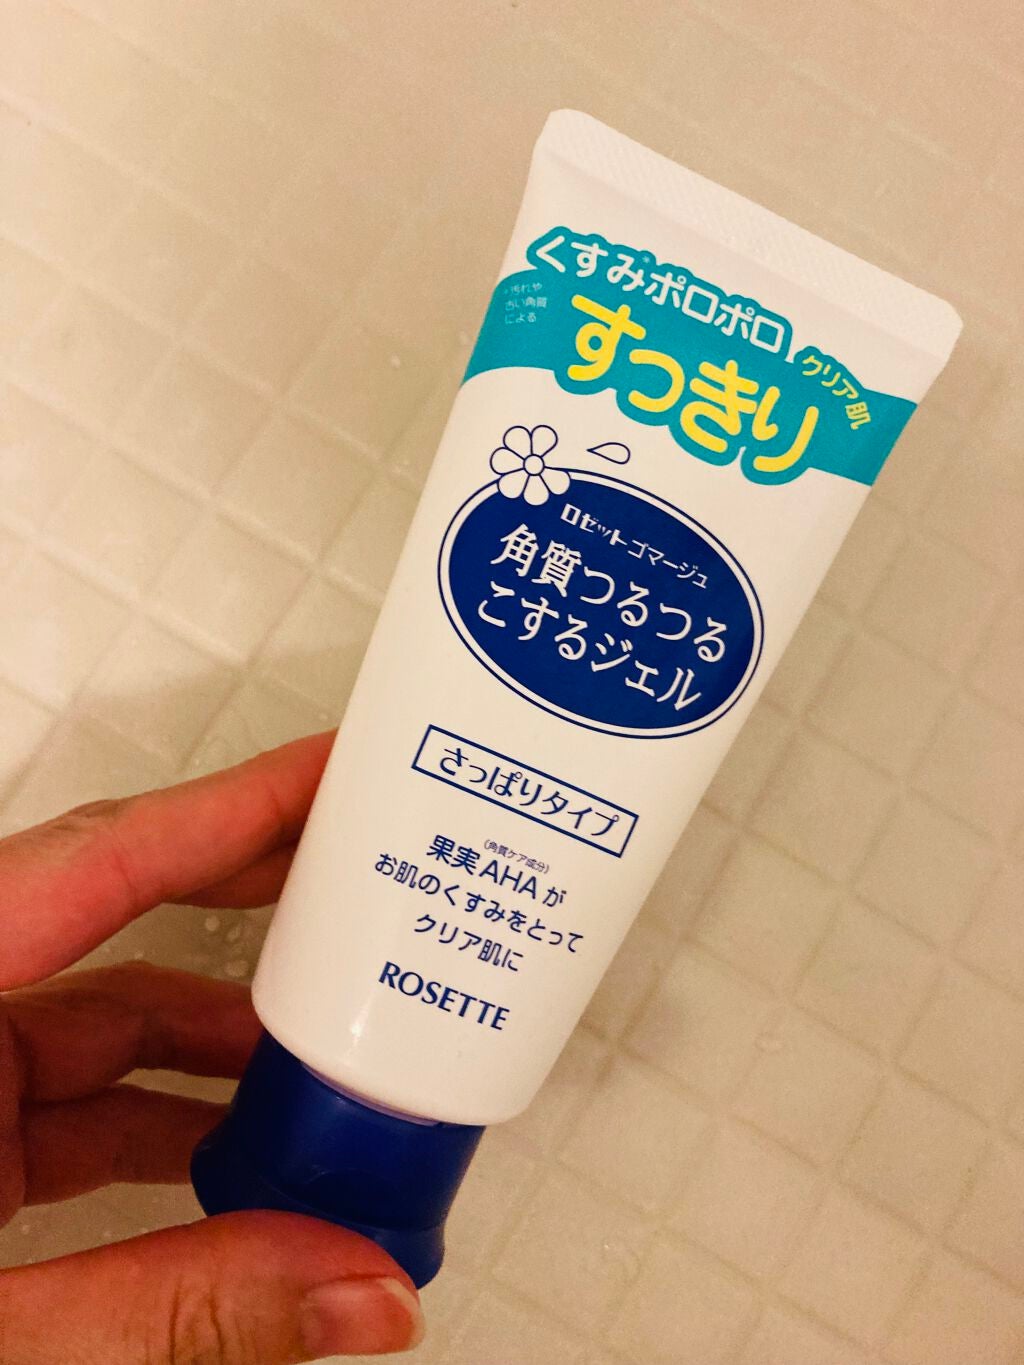 くすみ*ポロポロ
*汚れや
古い角質
による
すっきり
クリア肌
ロゼット ゴマージュ
角質つるつる
こするジェル
さっぱりタイプ
(角質ケア成分)
果実AHAが
お肌のくすみをとって
クリア肌に
ROSETTE